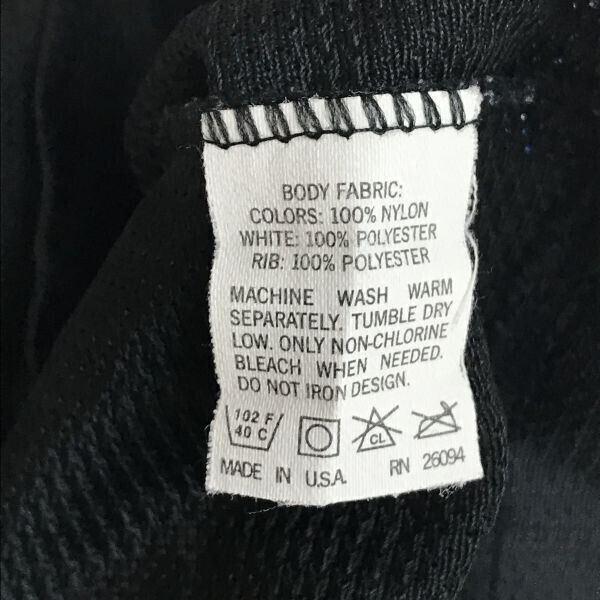 BODY FABRIC:
COLORS: 100% NYLON
WHITE: 100% POLYESTER
RIB: 100% POLYESTER
MACHINE WASH WARM
SEPARATELY. TUMBLE DRY
LOW. ONLY NON-CHLORINE
BLEACH WHEN NEEDED.
DO NOT IRON DESIGN.
102 F
40 C
CL
MADE IN U.S.A. RN 26094